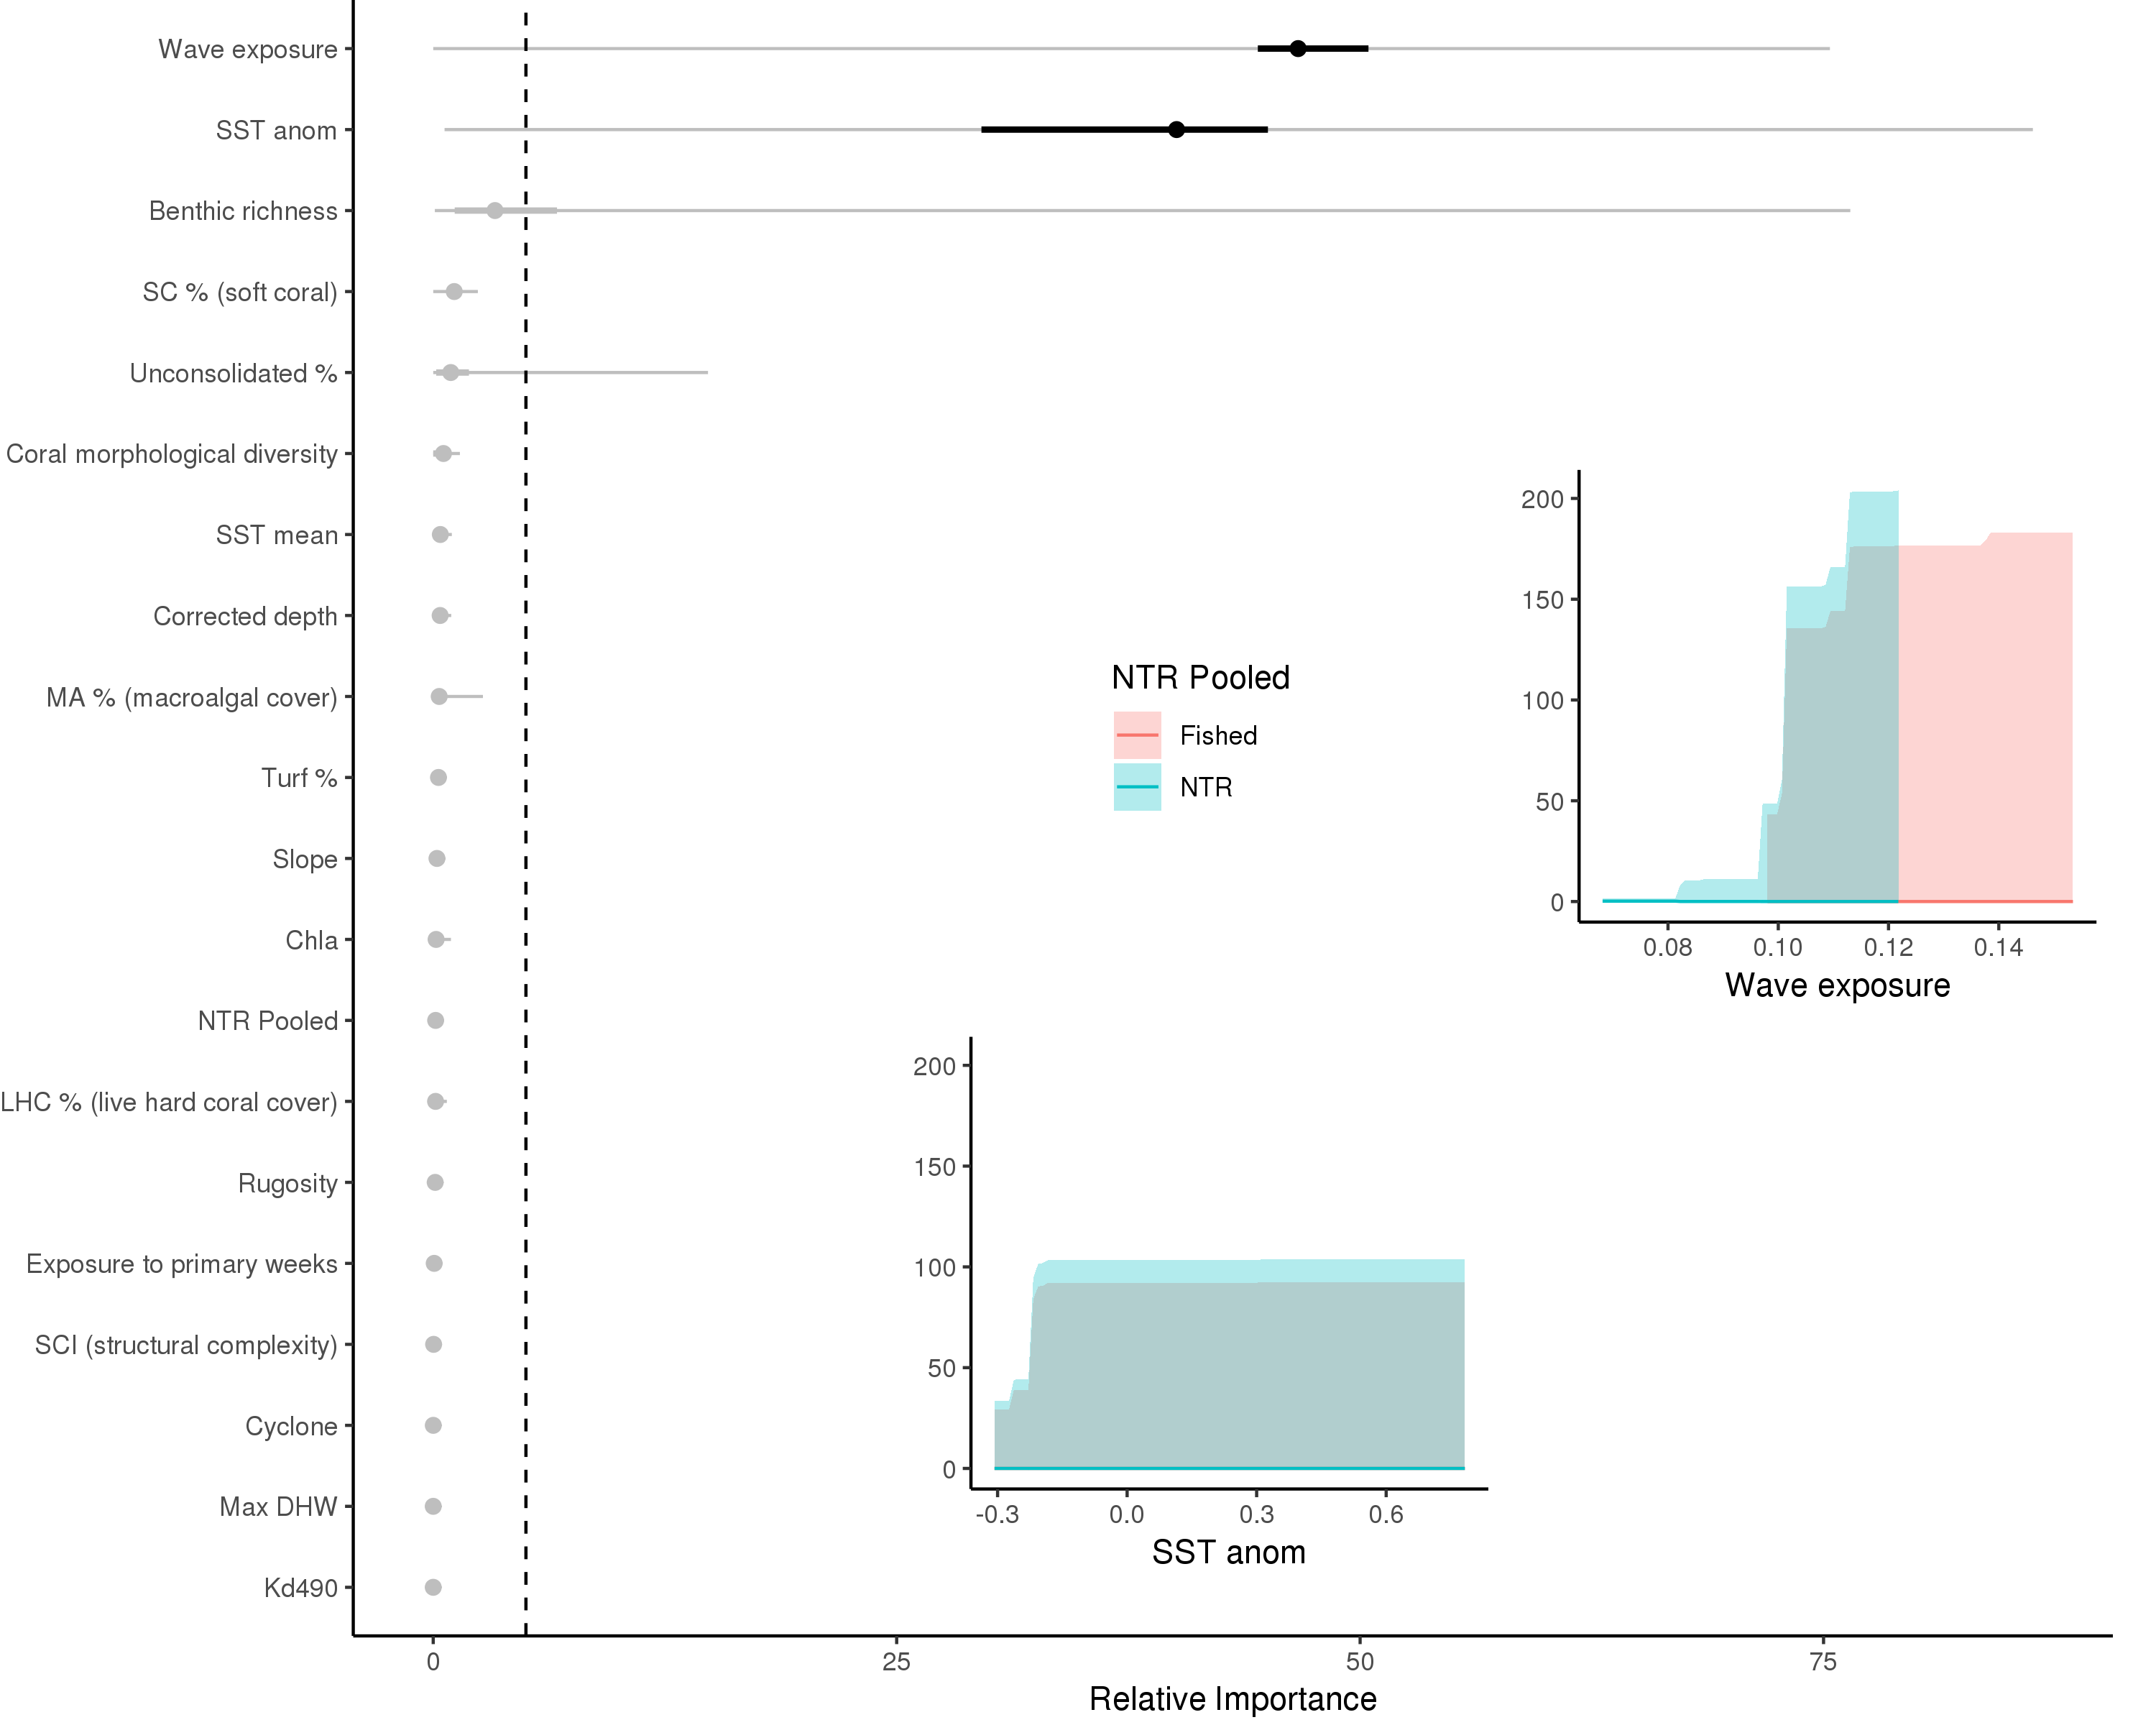 Wave exposure
SST anom
Benthic richness
SC % (soft coral)
Unconsolidated %
Coral morphological diversity
SST mean
Corrected depth
MA % (macroalgal cover)
Turf %
Slope
Chla
NTR Pooled
LHC % (live hard coral cover)
Rugosity
Exposure to primary weeks
SCI (structural complexity)
Cyclone
Max DHW
Kd490
0 25 50 75
Relative Importance
NTR Pooled
Fished
NTR
200
150
100
50
0
0.08 0.10 0.12 0.14
Wave exposure
200
150
100
50
0
-0.3 0.0 0.3 0.6
SST anom